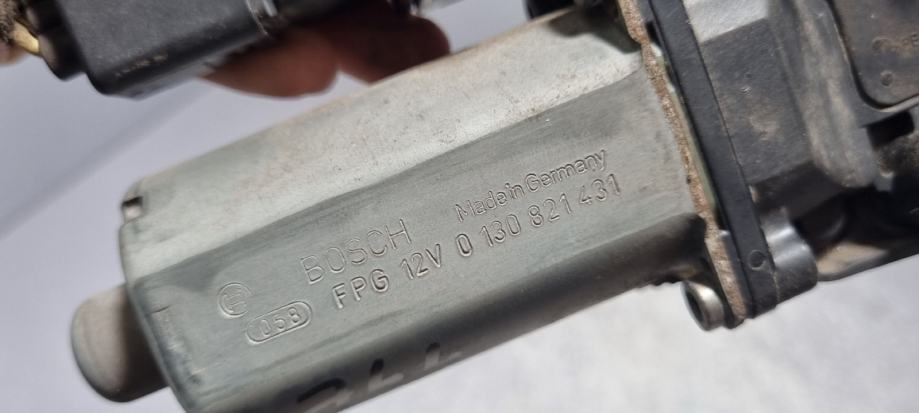 BOSCH Made in Germany
058 FPG 12V 0 130 821 431